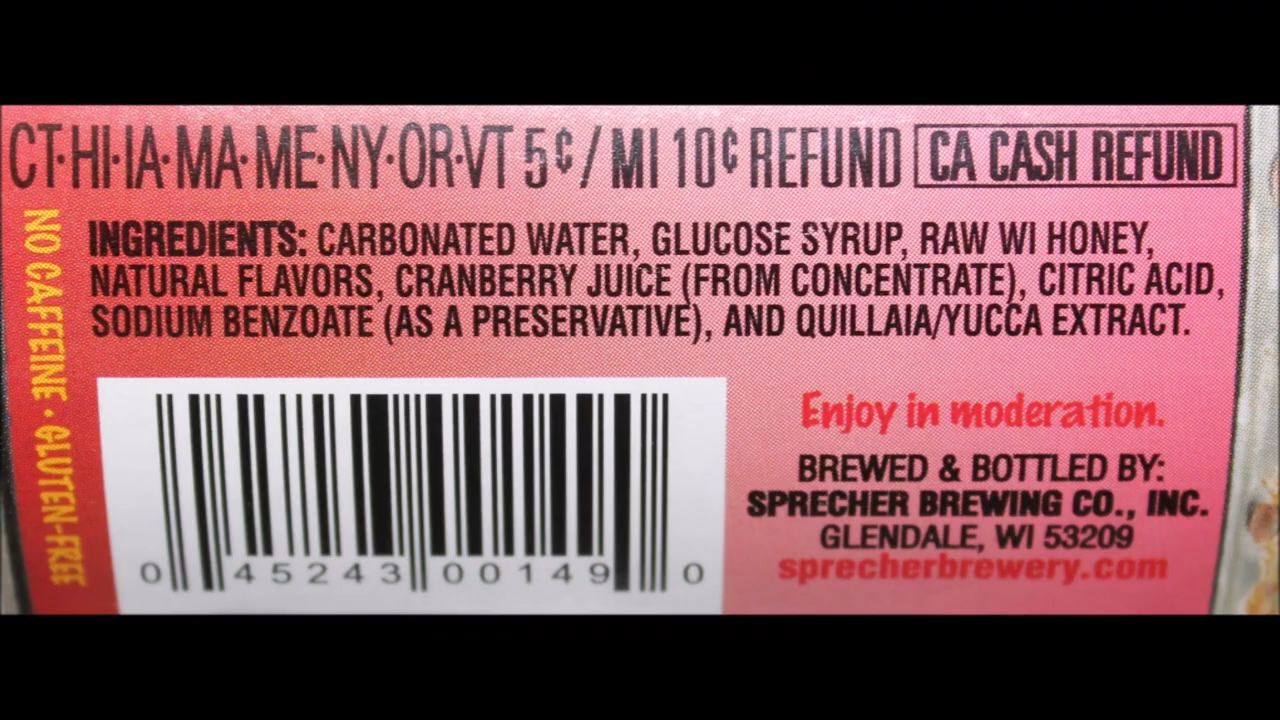 CT·HI·IA·MA·ME·NY·OR·VT 5¢/MI 10¢ REFUND CA CASH REFUND
NO CAFFEINE · GLUTEN-FREE
INGREDIENTS: CARBONATED WATER, GLUCOSE SYRUP, RAW WI HONEY,
NATURAL FLAVORS, CRANBERRY JUICE (FROM CONCENTRATE), CITRIC ACID,
SODIUM BENZOATE (AS A PRESERVATIVE), AND QUILLAIA/YUCCA EXTRACT.
0 45243 00149 0
Enjoy in moderation.
BREWED & BOTTLED BY:
SPRECHER BREWING CO., INC.
GLENDALE, WI 53209
sprecherbrewery.com